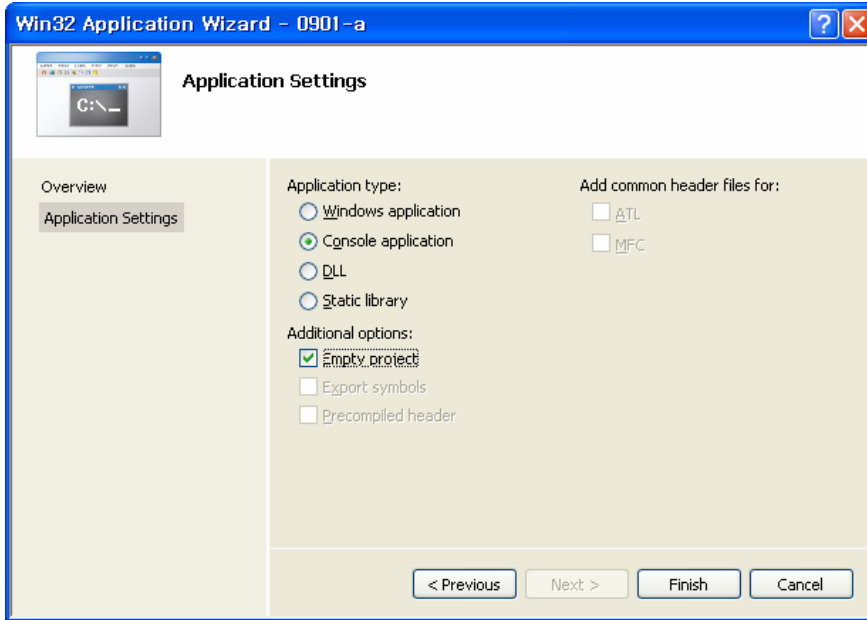 Win32 Application Wizard - 0901-a
C:\_
Application Settings
Overview
Application Settings
Application type:
Windows application
Console application
DLL
Static library
Additional options:
Empty project
Export symbols
Precompiled header
Add common header files for:
ATL
MFC
< Previous
Next >
Finish
Cancel